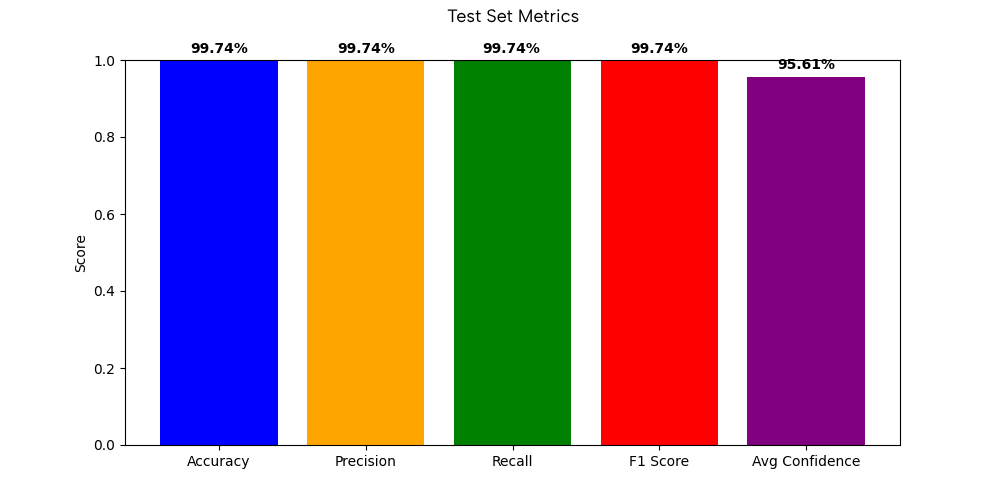 Test Set Metrics
99.74% 99.74% 99.74% 99.74% 95.61%
1.0
0.8
0.6
0.4
0.2
0.0
Score
Accuracy Precision Recall F1 Score Avg Confidence